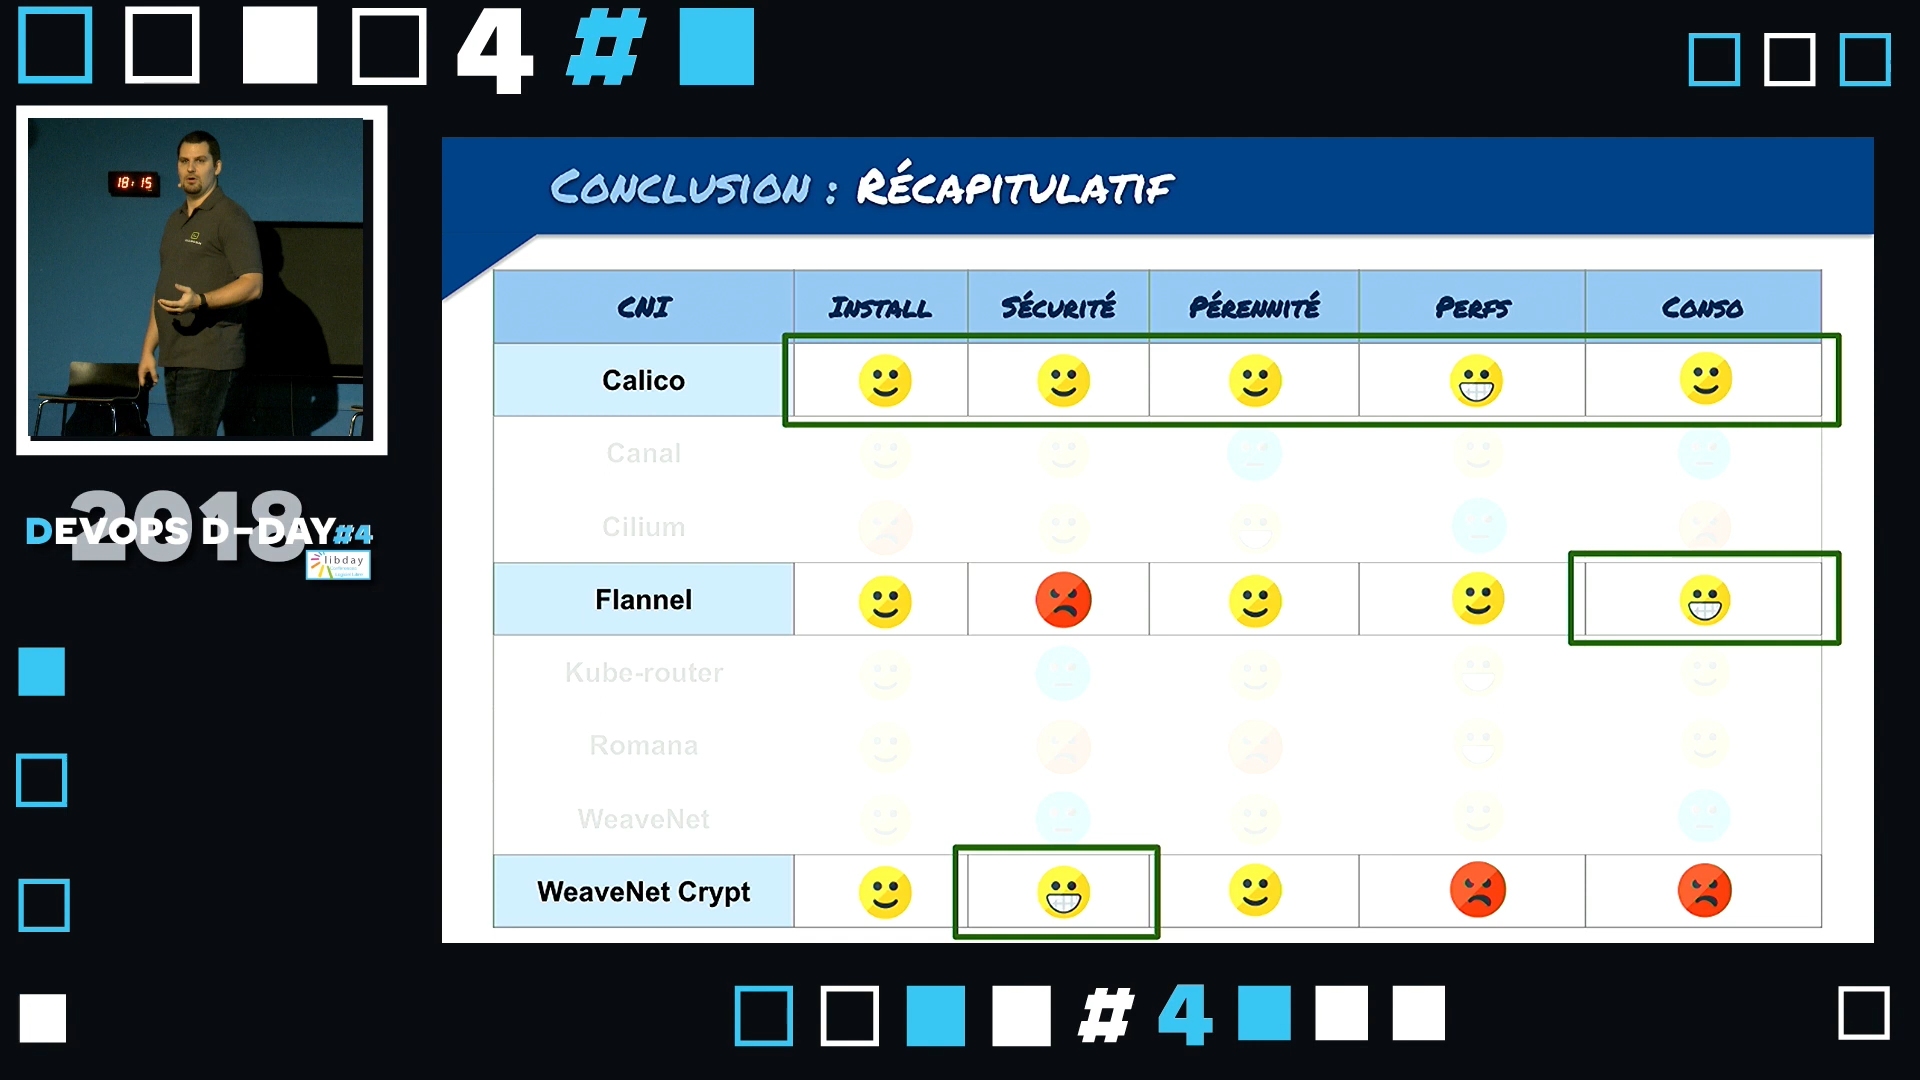 4 #
18:15
2018
DEVOPS D-DAY #4
libday
CONCLUSION : RÉCAPITULATIF
CNI INSTALL SÉCURITÉ PÉRENNITÉ PERFS CONSO
Calico
Canal
Cilium
Flannel
Kube-router
Romana
WeaveNet
WeaveNet Crypt
# 4